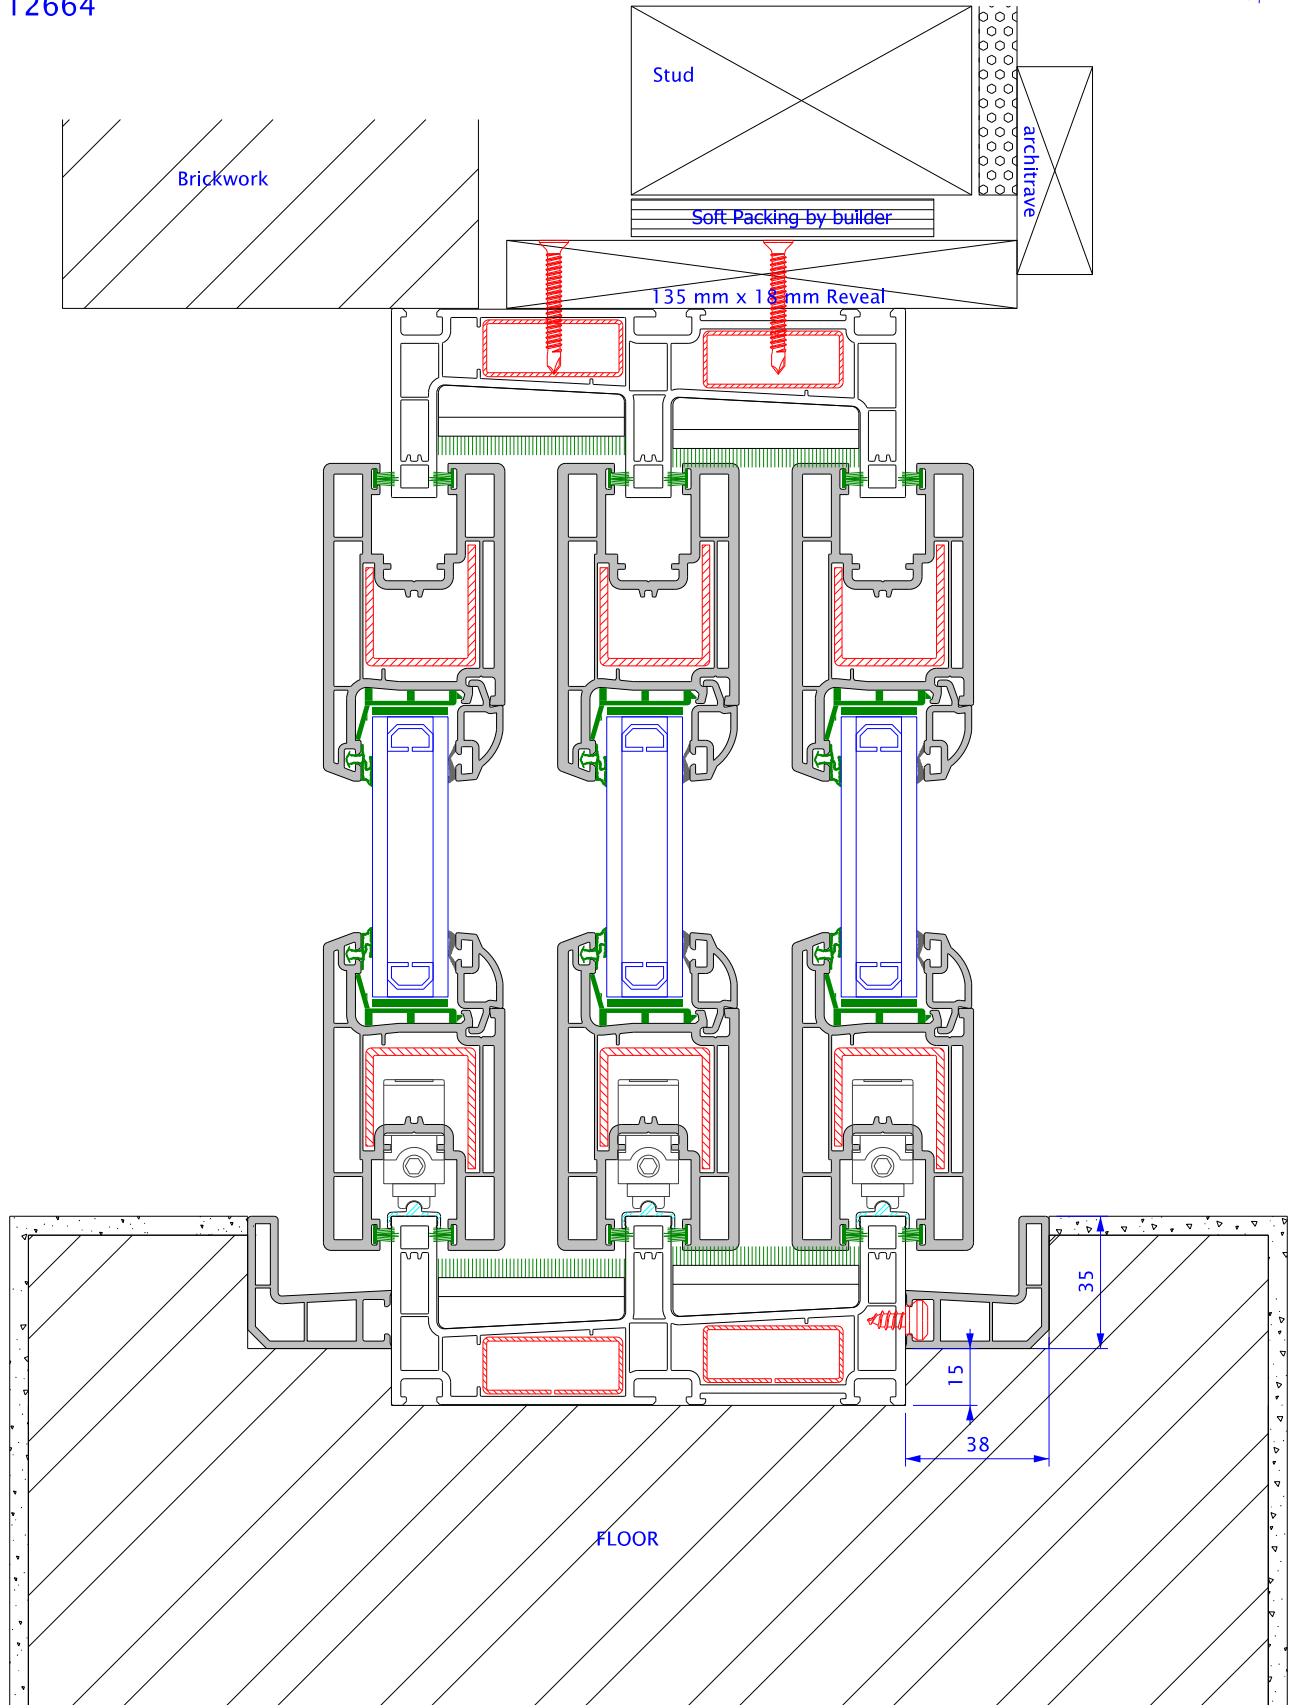 12664
Stud
architrave
Brickwork
Soft Packing by builder
135 mm x 18 mm Reveal
35
15
38
FLOOR